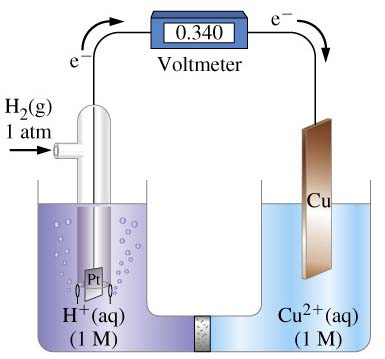 0.340
e⁻
e⁻
Voltmeter
H₂(g)
1 atm
Cu
Pt
H⁺(aq)
(1 M)
Cu²⁺(aq)
(1 M)